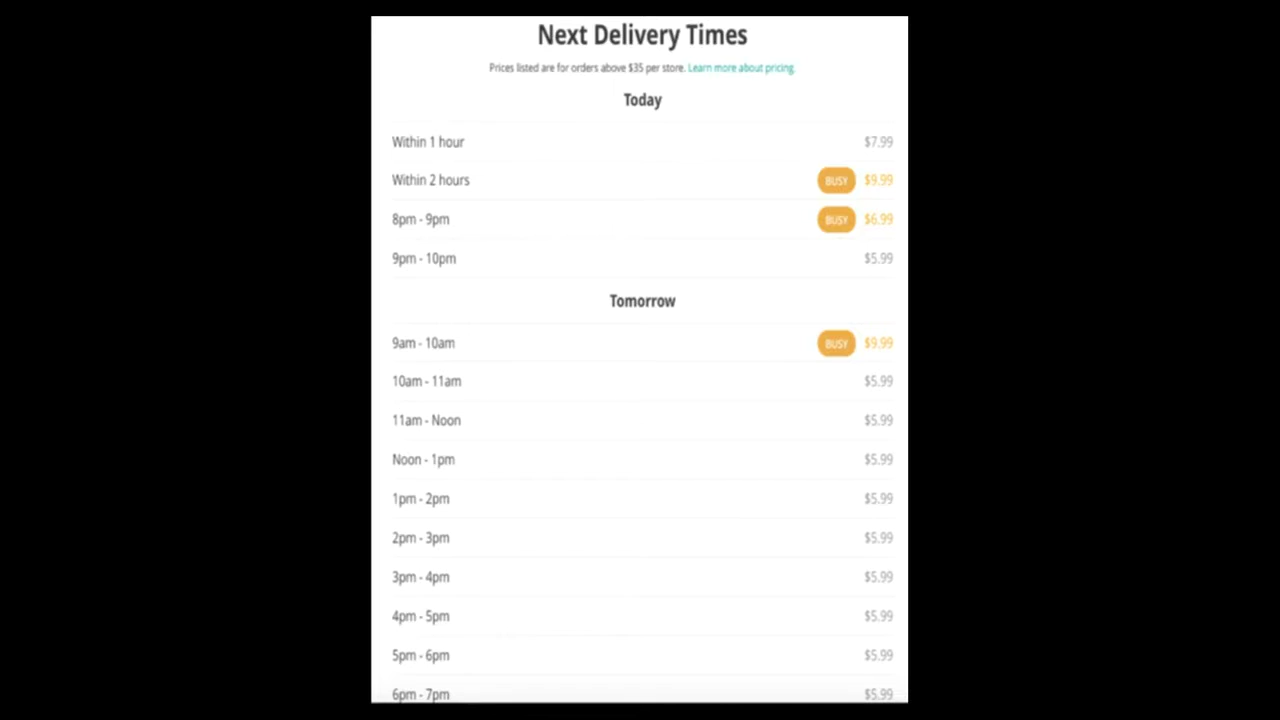 Next Delivery Times
Prices listed are for orders above $35 per store. Learn more about pricing.
Today
Within 1 hour $7.99
Within 2 hours BUSY $9.99
8pm - 9pm BUSY $6.99
9pm - 10pm $5.99
Tomorrow
9am - 10am BUSY $9.99
10am - 11am $5.99
11am - Noon $5.99
Noon - 1pm $5.99
1pm - 2pm $5.99
2pm - 3pm $5.99
3pm - 4pm $5.99
4pm - 5pm $5.99
5pm - 6pm $5.99
6pm - 7pm $5.99